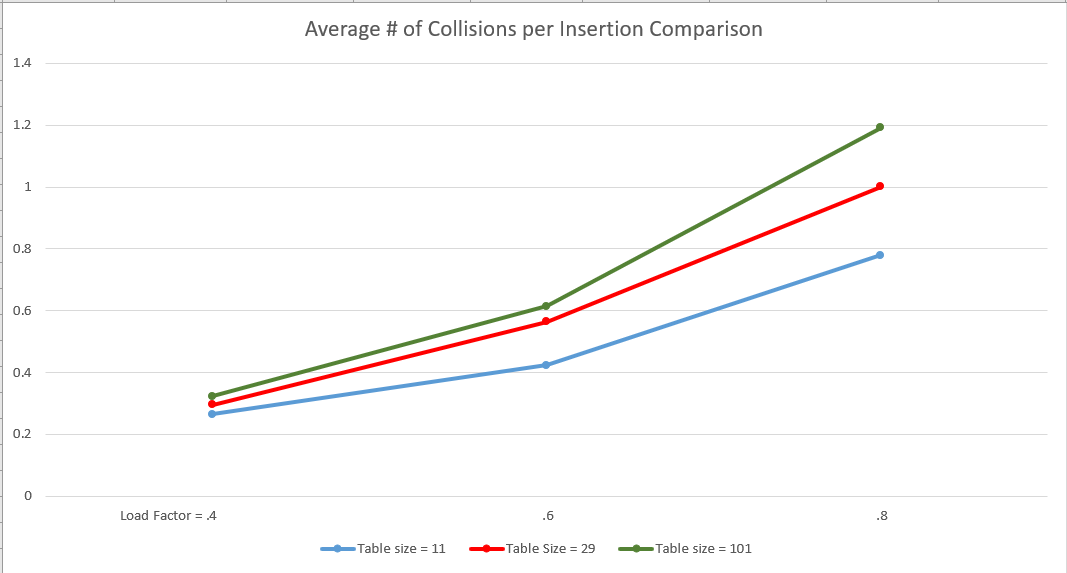 Average # of Collisions per Insertion Comparison
1.4
1.2
1
0.8
0.6
0.4
0.2
0
Load Factor = .4 .6 .8
Table size = 11 Table Size = 29 Table size = 101